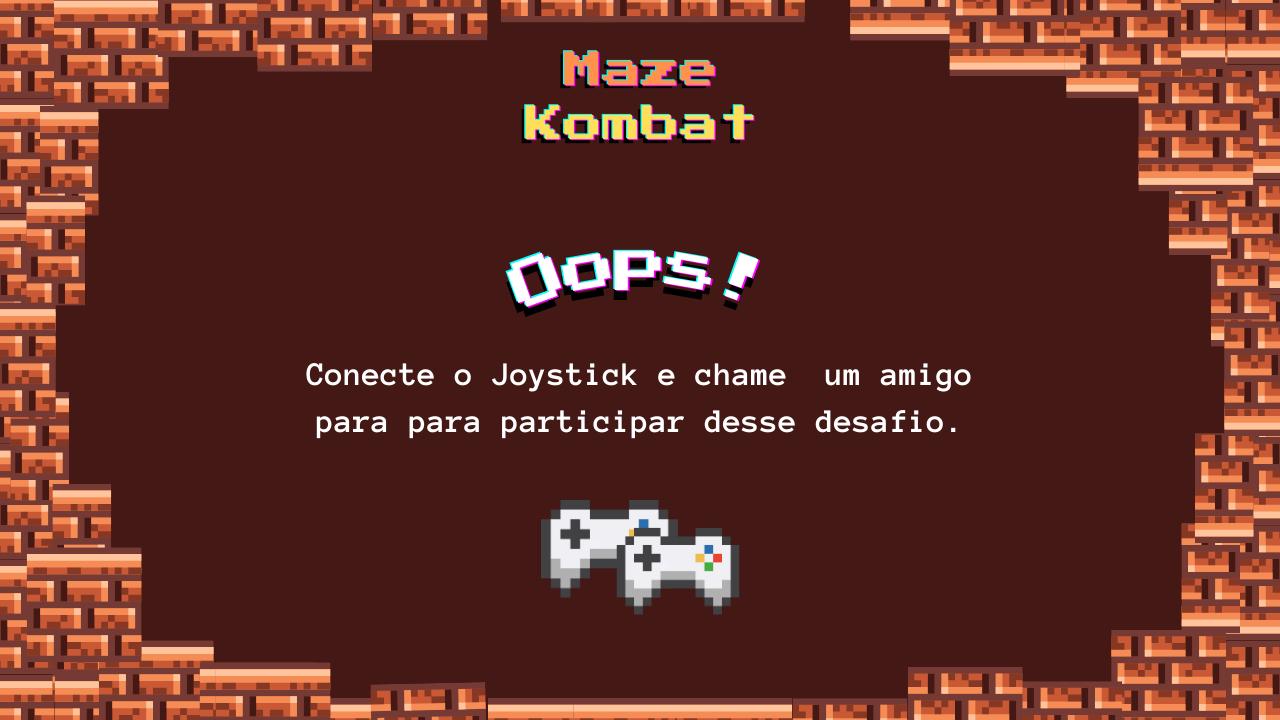 Maze
Kombat
Oops!
Conecte o Joystick e chame  um amigo
para para participar desse desafio.